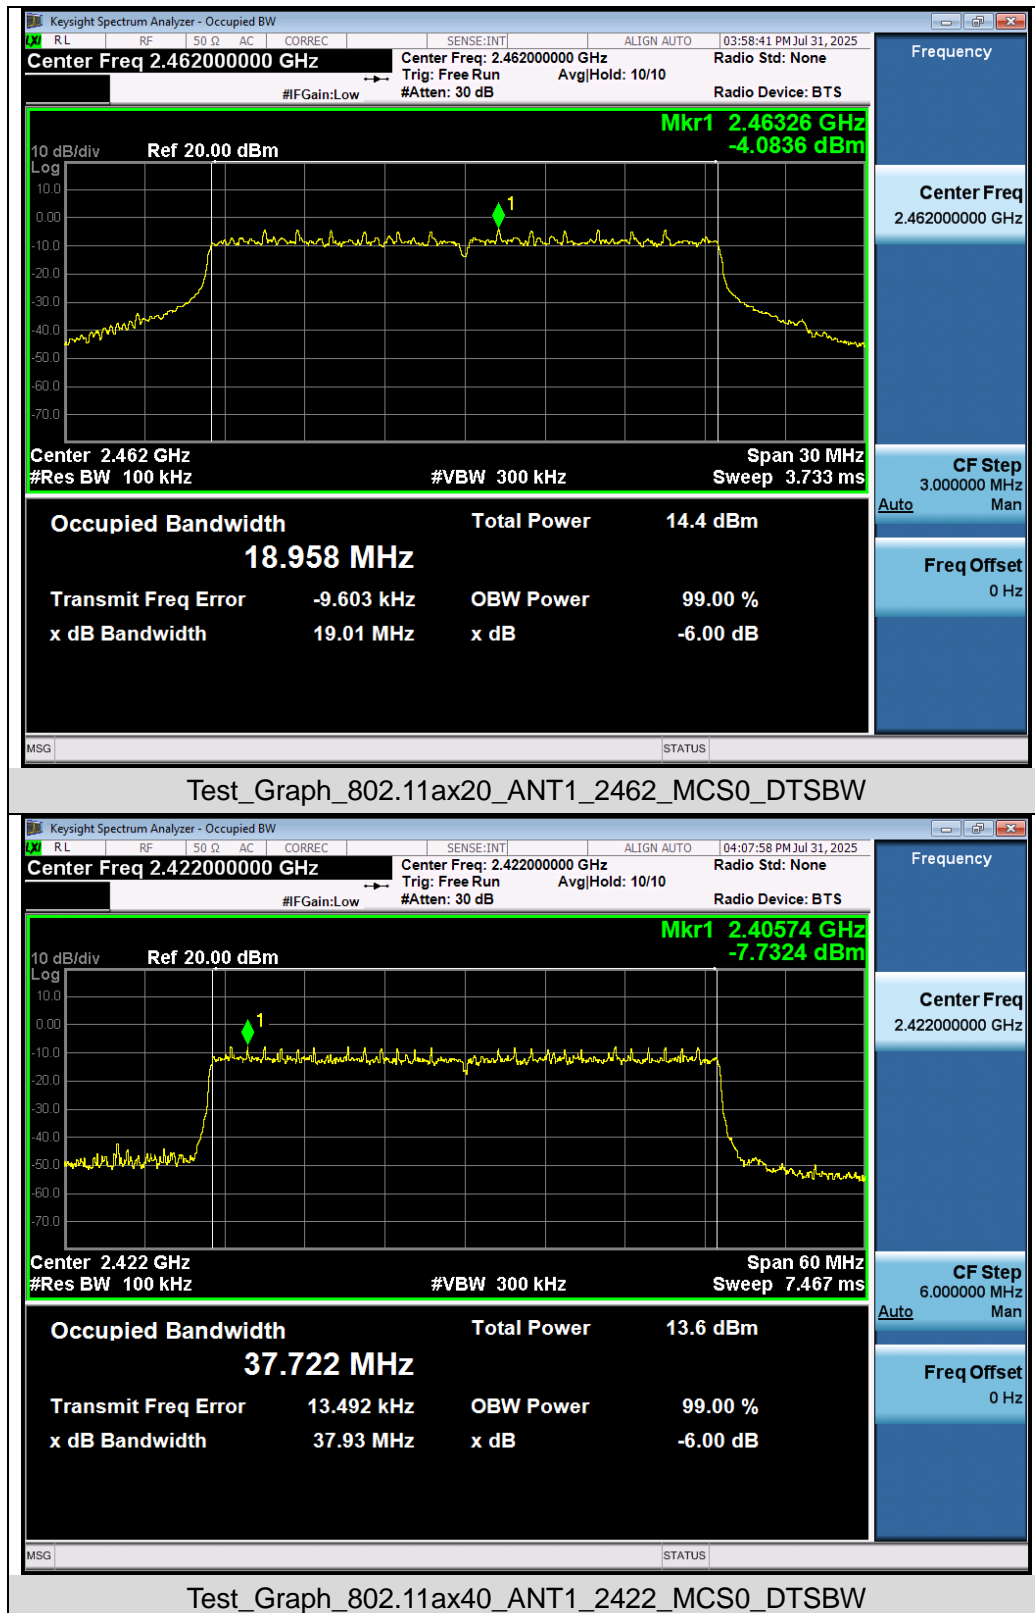 Keysight Spectrum Analyzer - Occupied BW
LXI RL RF 50 Ω AC CORREC SENSE:INT ALIGN AUTO 03:58:41 PM Jul 31, 2025
Center Freq 2.462000000 GHz
Center Freq: 2.462000000 GHz
Radio Std: None
Trig: Free Run Avg|Hold: 10/10
#IFGain:Low
#Atten: 30 dB
Radio Device: BTS
Frequency
Mkr1 2.46326 GHz
-4.0836 dBm
10 dB/div Ref 20.00 dBm
Log
10.0
0.00
-10.0
-20.0
-30.0
-40.0
-50.0
-60.0
-70.0
1
Center 2.462 GHz
Span 30 MHz
#Res BW 100 kHz
#VBW 300 kHz
Sweep 3.733 ms
Center Freq
2.462000000 GHz
CF Step
3.000000 MHz
Auto Man
Freq Offset
0 Hz
Occupied Bandwidth
18.958 MHz
Total Power 14.4 dBm
Transmit Freq Error -9.603 kHz
OBW Power 99.00 %
x dB Bandwidth 19.01 MHz
x dB -6.00 dB
MSG STATUS
Test_Graph_802.11ax20_ANT1_2462_MCS0_DTSBW
Keysight Spectrum Analyzer - Occupied BW
LXI RL RF 50 Ω AC CORREC SENSE:INT ALIGN AUTO 04:07:58 PM Jul 31, 2025
Center Freq 2.422000000 GHz
Center Freq: 2.422000000 GHz
Radio Std: None
Trig: Free Run Avg|Hold: 10/10
#IFGain:Low
#Atten: 30 dB
Radio Device: BTS
Frequency
Mkr1 2.40574 GHz
-7.7324 dBm
10 dB/div Ref 20.00 dBm
Log
10.0
0.00
-10.0
-20.0
-30.0
-40.0
-50.0
-60.0
-70.0
1
Center 2.422 GHz
Span 60 MHz
#Res BW 100 kHz
#VBW 300 kHz
Sweep 7.467 ms
Center Freq
2.422000000 GHz
CF Step
6.000000 MHz
Auto Man
Freq Offset
0 Hz
Occupied Bandwidth
37.722 MHz
Total Power 13.6 dBm
Transmit Freq Error 13.492 kHz
OBW Power 99.00 %
x dB Bandwidth 37.93 MHz
x dB -6.00 dB
MSG STATUS
Test_Graph_802.11ax40_ANT1_2422_MCS0_DTSBW